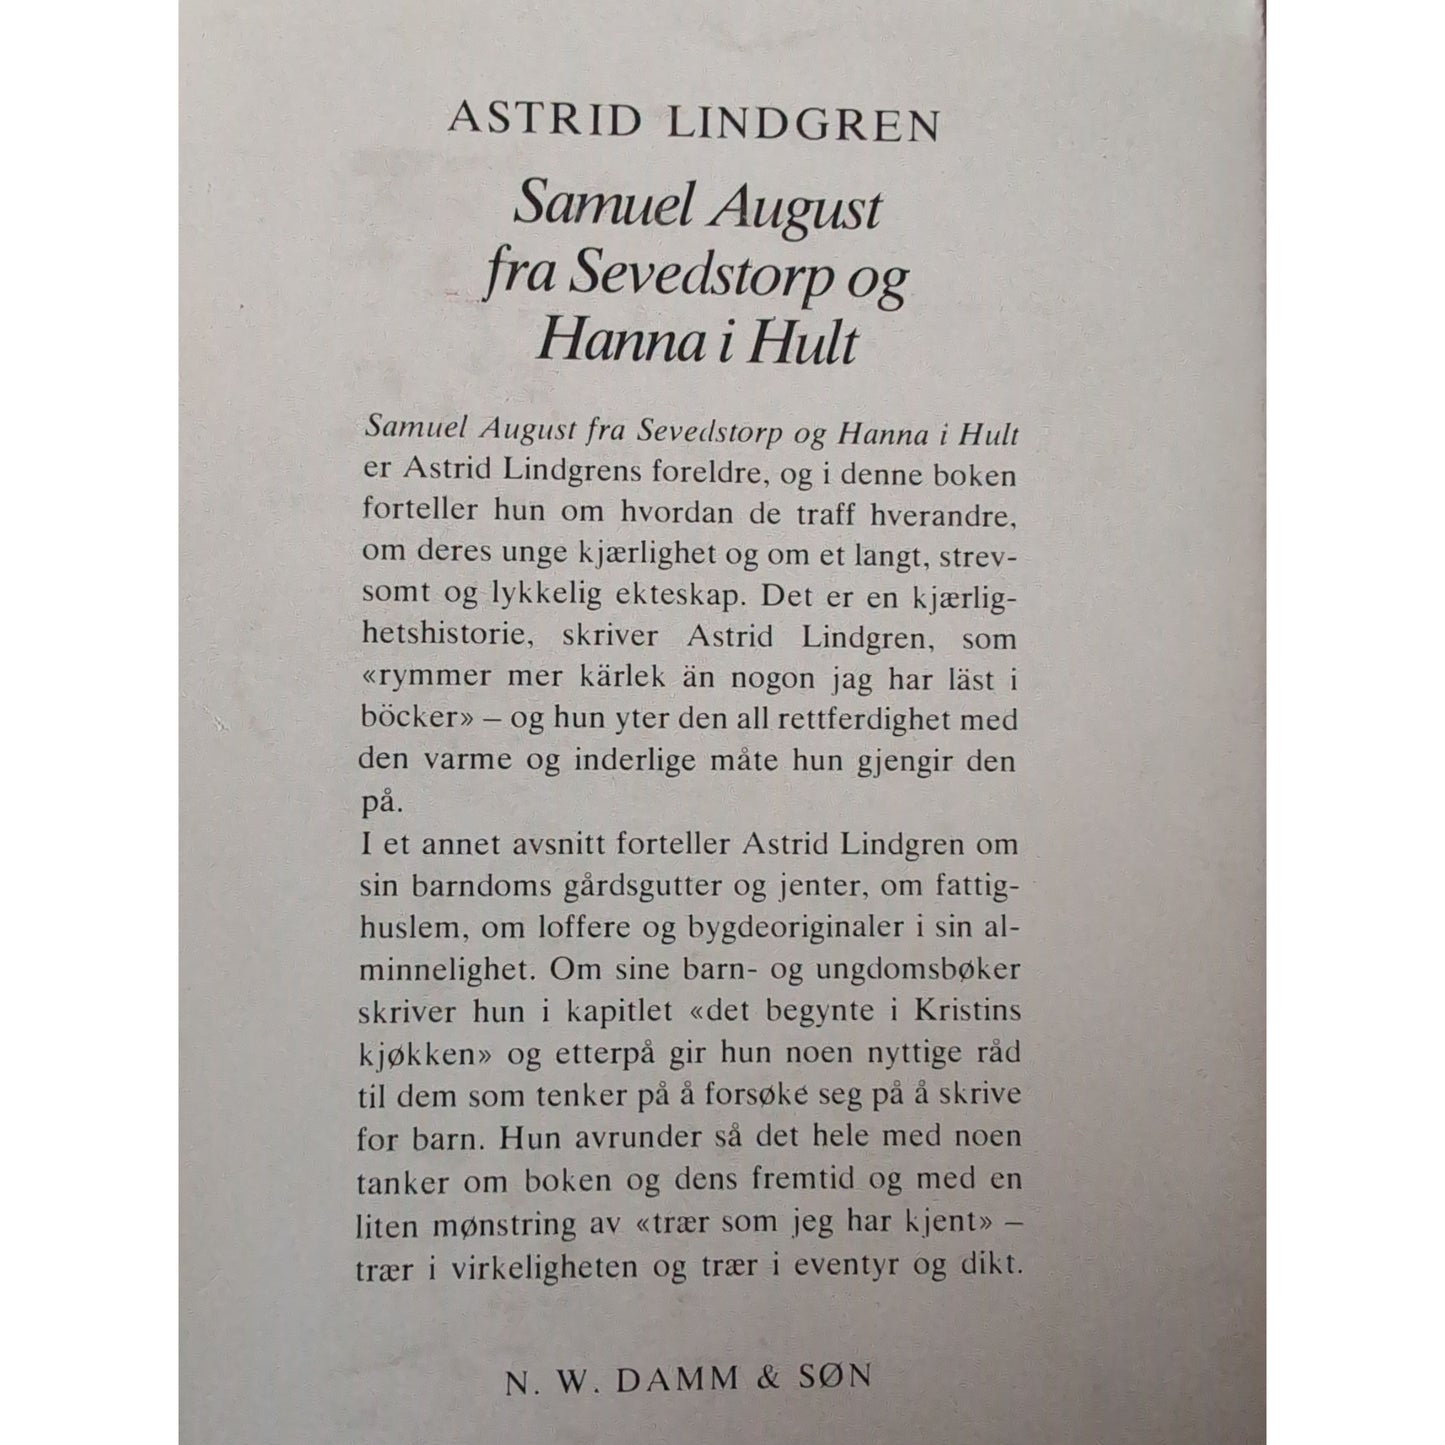 ASTRID LINDGREN
Samuel August
fra Sevedstorp og
Hanna i Hult
Samuel August fra Sevedstorp og Hanna i Hult
er Astrid Lindgrens foreldre, og i denne boken
forteller hun om hvordan de traff hverandre,
om deres unge kjærlighet og om et langt, strev-
somt og lykkelig ekteskap. Det er en kjærlig-
hetshistorie, skriver Astrid Lindgren, som
«rymmer mer kärlek än nogon jag har läst i
böcker» – og hun yter den all rettferdighet med
den varme og inderlige måte hun gjengir den
på.
I et annet avsnitt forteller Astrid Lindgren om
sin barndoms gårdsgutter og jenter, om fattig-
huslem, om loffere og bygdeoriginaler i sin al-
minnelighet. Om sine barn- og ungdomsbøker
skriver hun i kapitlet «det begynte i Kristins
kjøkken» og etterpå gir hun noen nyttige råd
til dem som tenker på å forsøke seg på å skrive
for barn. Hun avrunder så det hele med noen
tanker om boken og dens fremtid og med en
liten mønstring av «trær som jeg har kjent» –
trær i virkeligheten og trær i eventyr og dikt.
N. W. DAMM & SØN